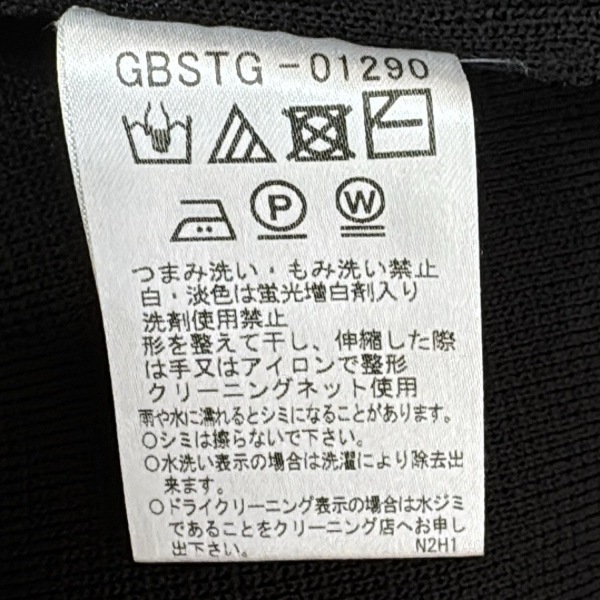 GBSTG-01290
P W
つまみ洗い・もみ洗い禁止
白・淡色は蛍光増白剤入り
洗剤使用禁止
形を整えて干し、伸縮した際
は手又はアイロンで整形
クリーニングネット使用
雨や水に濡れるとシミになることがあります。
○シミは擦らないで下さい。
○水洗い表示の場合は洗濯により除去出
来ます。
○ドライクリーニング表示の場合は水ジミ
であることをクリーニング店へお申し
出下さい。 N2H1